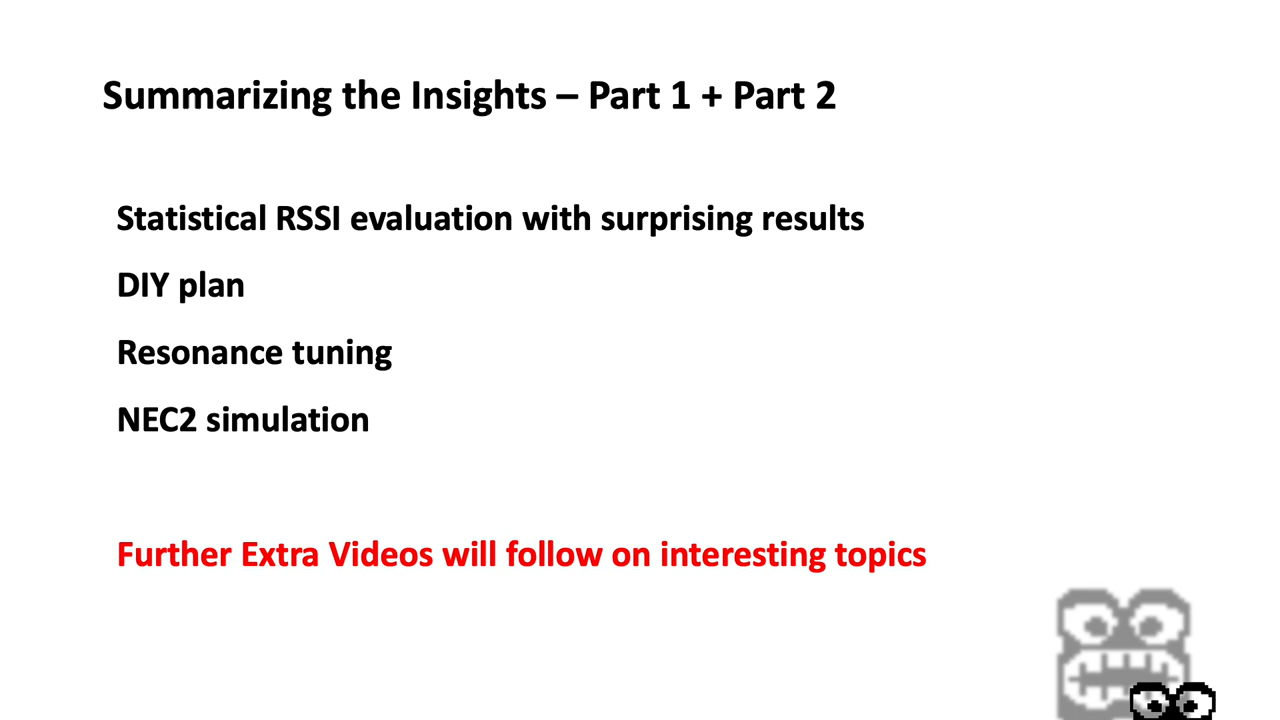 Summarizing the Insights – Part 1 + Part 2
Statistical RSSI evaluation with surprising results
DIY plan
Resonance tuning
NEC2 simulation
Further Extra Videos will follow on interesting topics